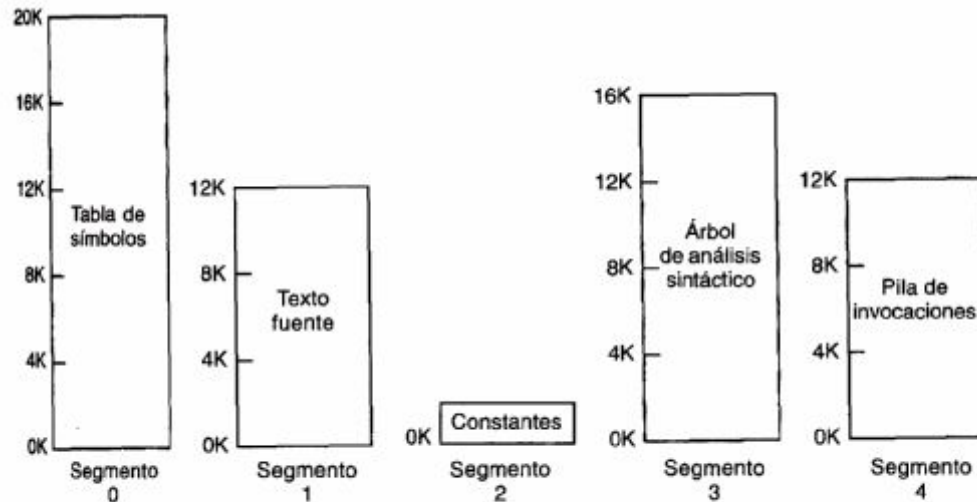 20K
16K
12K
8K
4K
0K
Tabla de
símbolos
Segmento
0
12K
8K
4K
0K
Texto
fuente
Segmento
1
0K
Constantes
Segmento
2
16K
12K
8K
4K
0K
Árbol
de análisis
sintáctico
Segmento
3
12K
8K
4K
0K
Pila de
invocaciones
Segmento
4